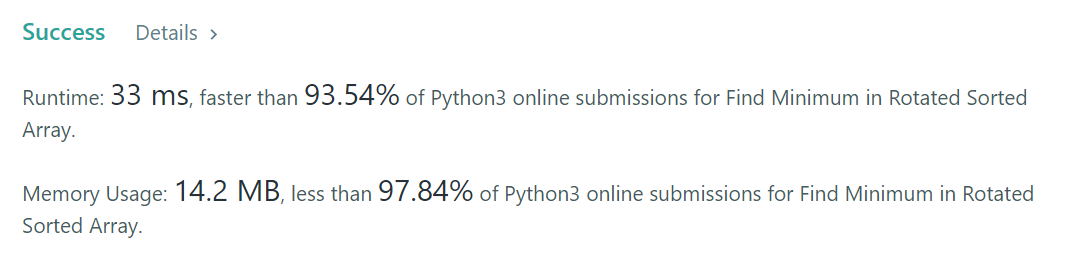 Success Details >
Runtime: 33 ms, faster than 93.54% of Python3 online submissions for Find Minimum in Rotated Sorted
Array.
Memory Usage: 14.2 MB, less than 97.84% of Python3 online submissions for Find Minimum in Rotated
Sorted Array.